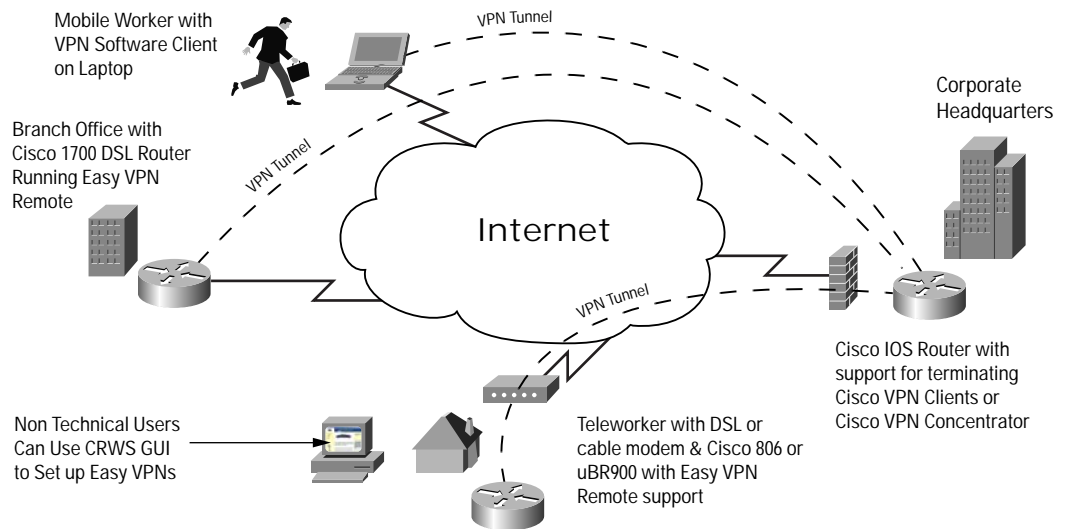 Mobile Worker with
VPN Software Client
on Laptop
VPN Tunnel
Corporate
Headquarters
Branch Office with
Cisco 1700 DSL Router
Running Easy VPN
Remote
VPN Tunnel
Internet
VPN Tunnel
Cisco IOS Router with
support for terminating
Cisco VPN Clients or
Cisco VPN Concentrator
Non Technical Users
Can Use CRWS GUI
to Set up Easy VPNs
Teleworker with DSL or
cable modem & Cisco 806 or
uBR900 with Easy VPN
Remote support